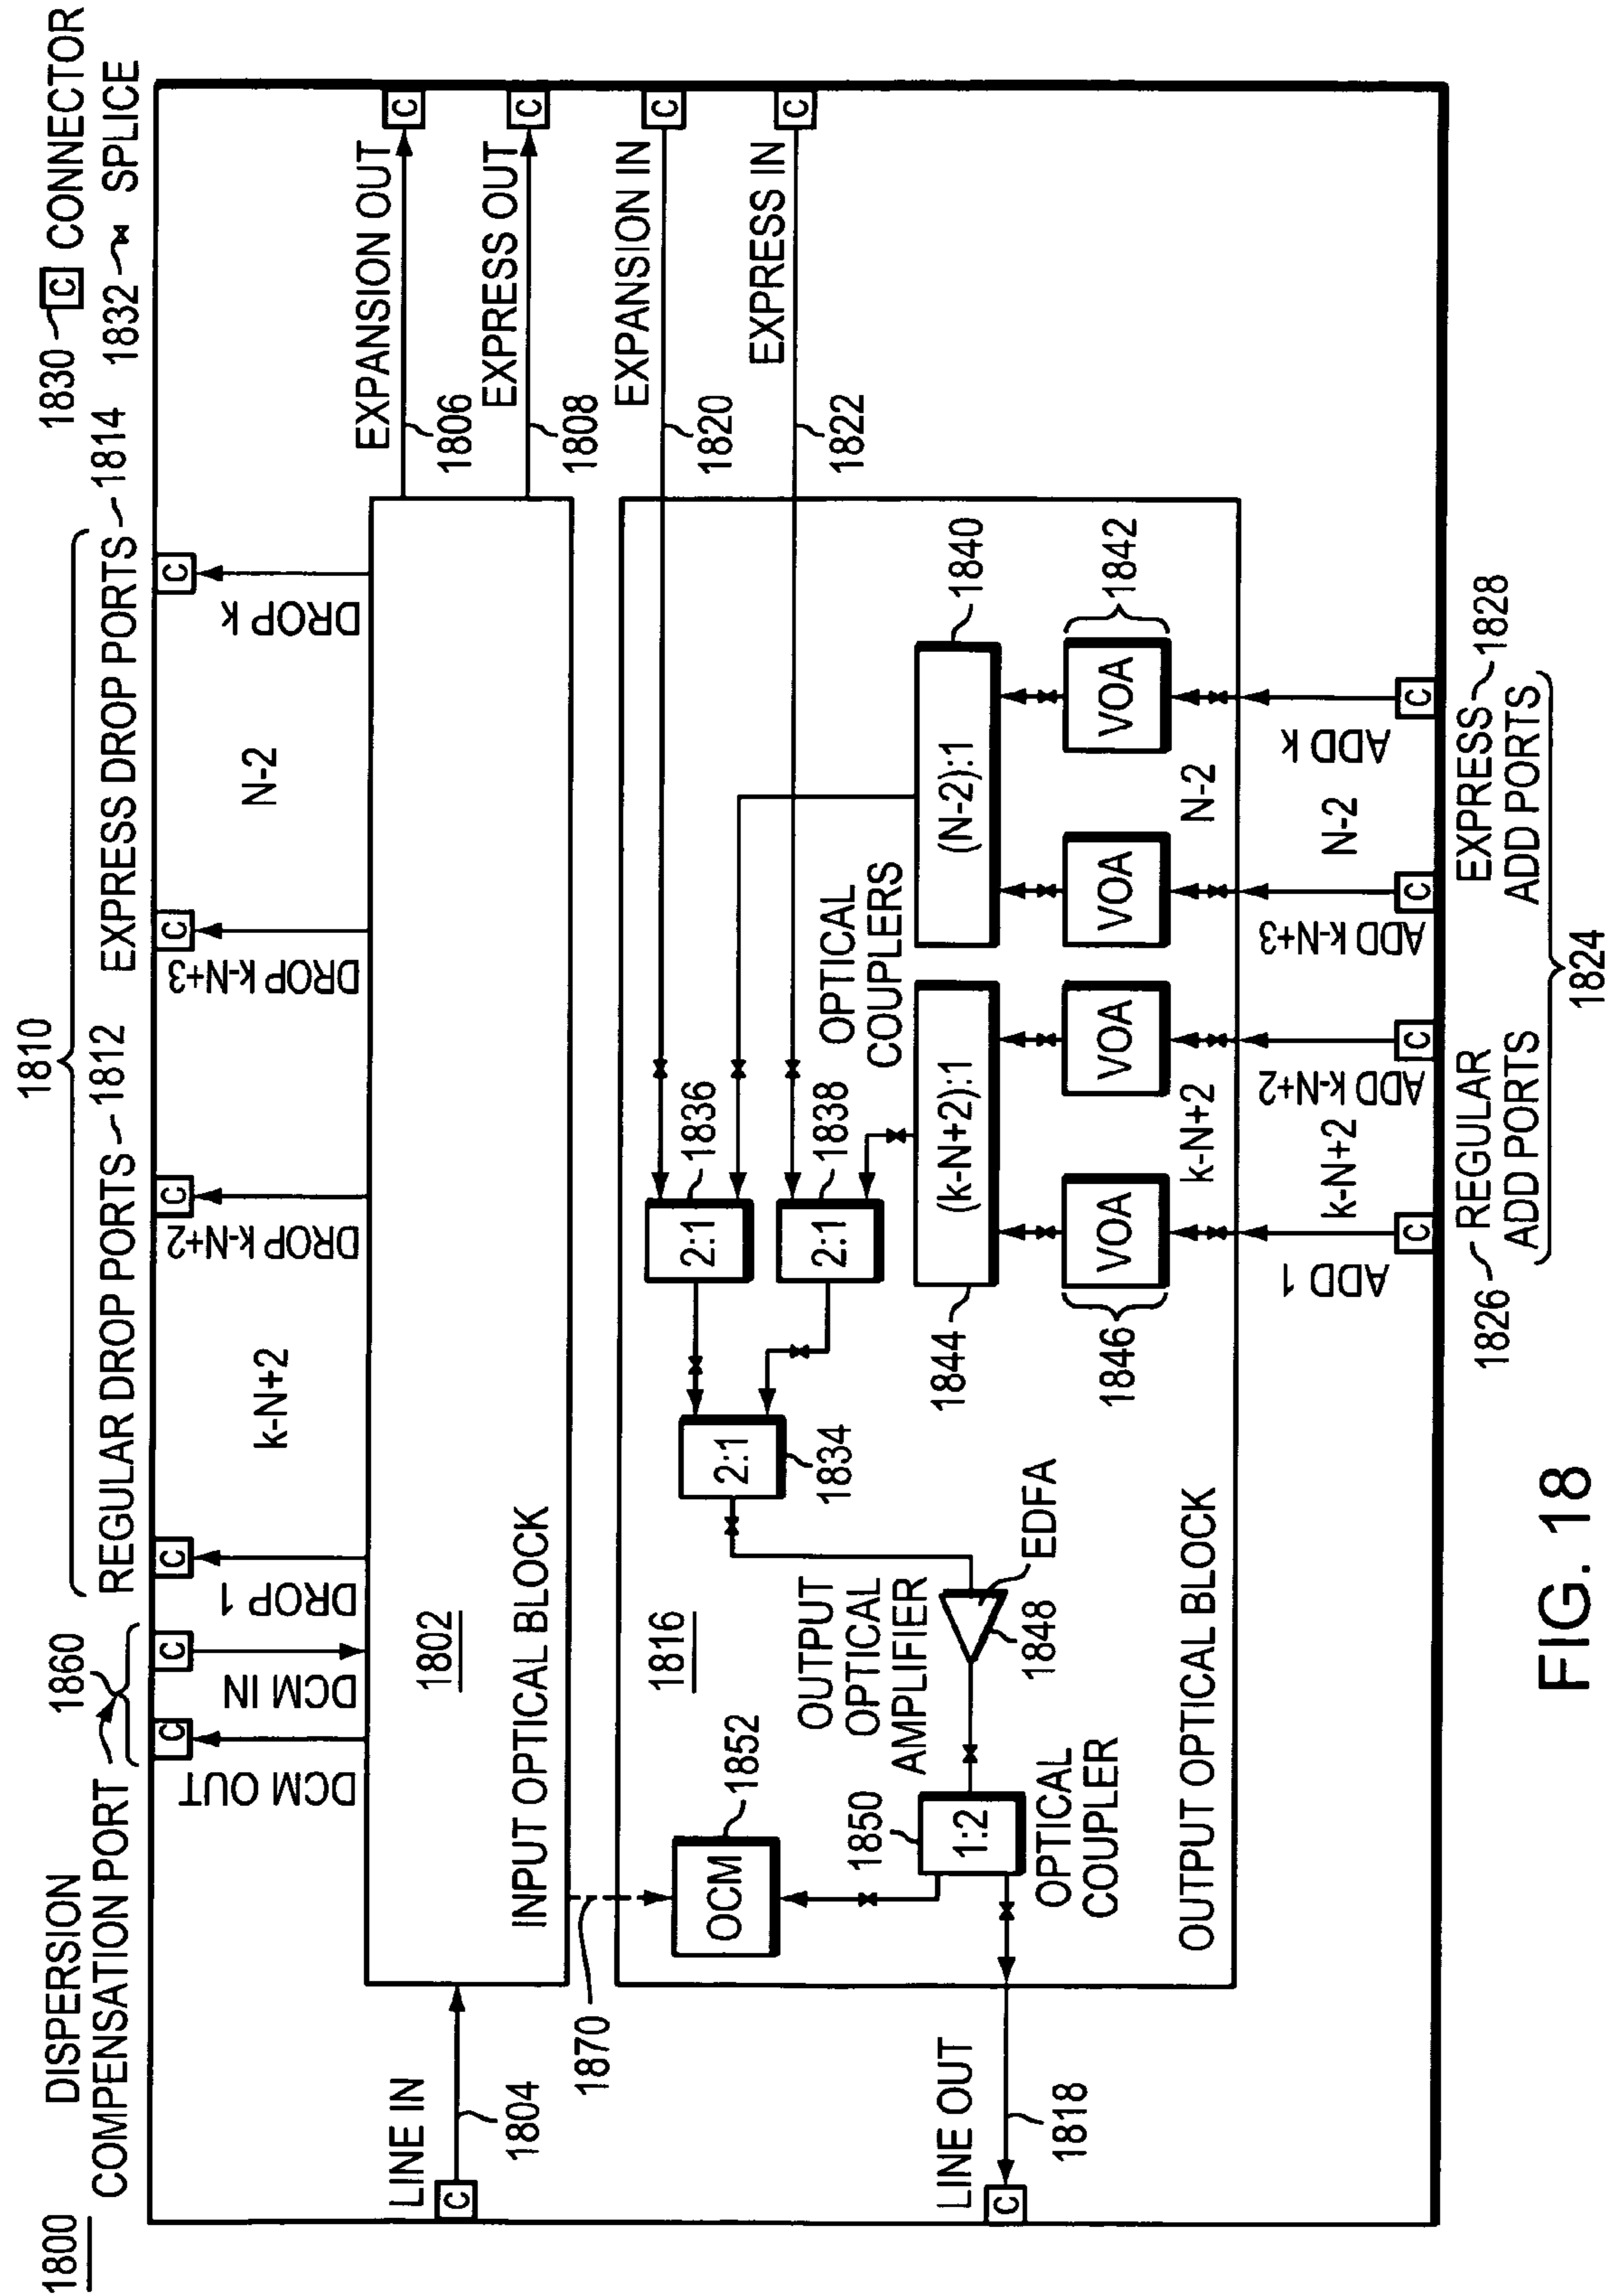 1800
DISPERSION
COMPENSATION PORT
1860
1810
REGULAR DROP PORTS
1812
EXPRESS DROP PORTS
1814
1830
C CONNECTOR
1832
SPLICE
C
C
C
C
C
C
DCM OUT
DCM IN
DROP 1
k-N+2
DROP k-N+2
DROP k-N+3
N-2
DROP k
LINE IN
C
1804
1802
INPUT OPTICAL BLOCK
EXPANSION OUT
C
1806
EXPRESS OUT
C
1808
1870
EXPANSION IN
C
1820
EXPRESS IN
C
1822
1816
OCM
1852
2:1
1836
2:1
1838
2:1
1834
OUTPUT
OPTICAL
AMPLIFIER
EDFA
1848
1850
1:2
OPTICAL
COUPLER
OPTICAL
COUPLERS
1844
(k-N+2):1
(N-2):1
1840
1846
VOA
VOA
VOA
VOA
1842
k-N+2
N-2
OUTPUT OPTICAL BLOCK
LINE OUT
C
1818
ADD 1
k-N+2
ADD k-N+2
ADD k-N+3
N-2
ADD k
C
C
C
C
1826
REGULAR
ADD PORTS
EXPRESS
ADD PORTS
1828
1824
FIG. 18